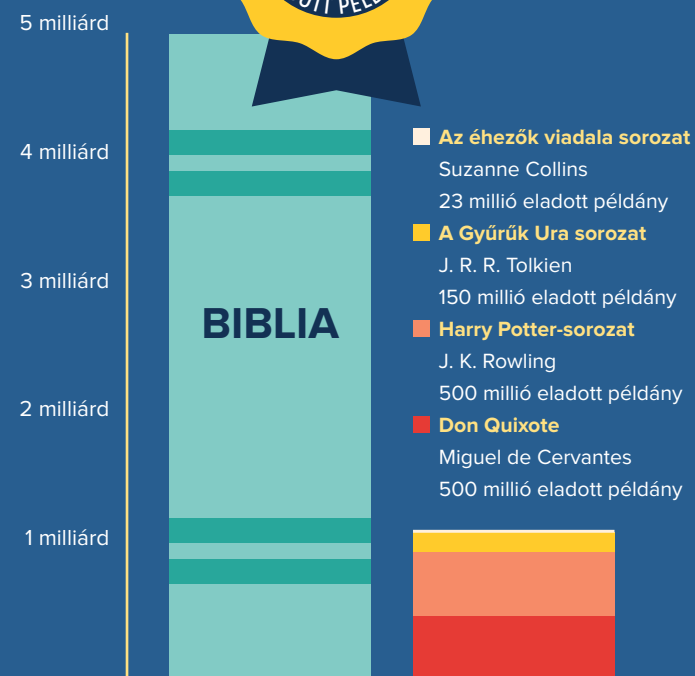 5 milliárd
4 milliárd
3 milliárd
2 milliárd
1 milliárd
BIBLIA
Az éhezők viadala sorozat
Suzanne Collins
23 millió eladott példány
A Gyűrűk Ura sorozat
J. R. R. Tolkien
150 millió eladott példány
Harry Potter-sorozat
J. K. Rowling
500 millió eladott példány
Don Quixote
Miguel de Cervantes
500 millió eladott példány